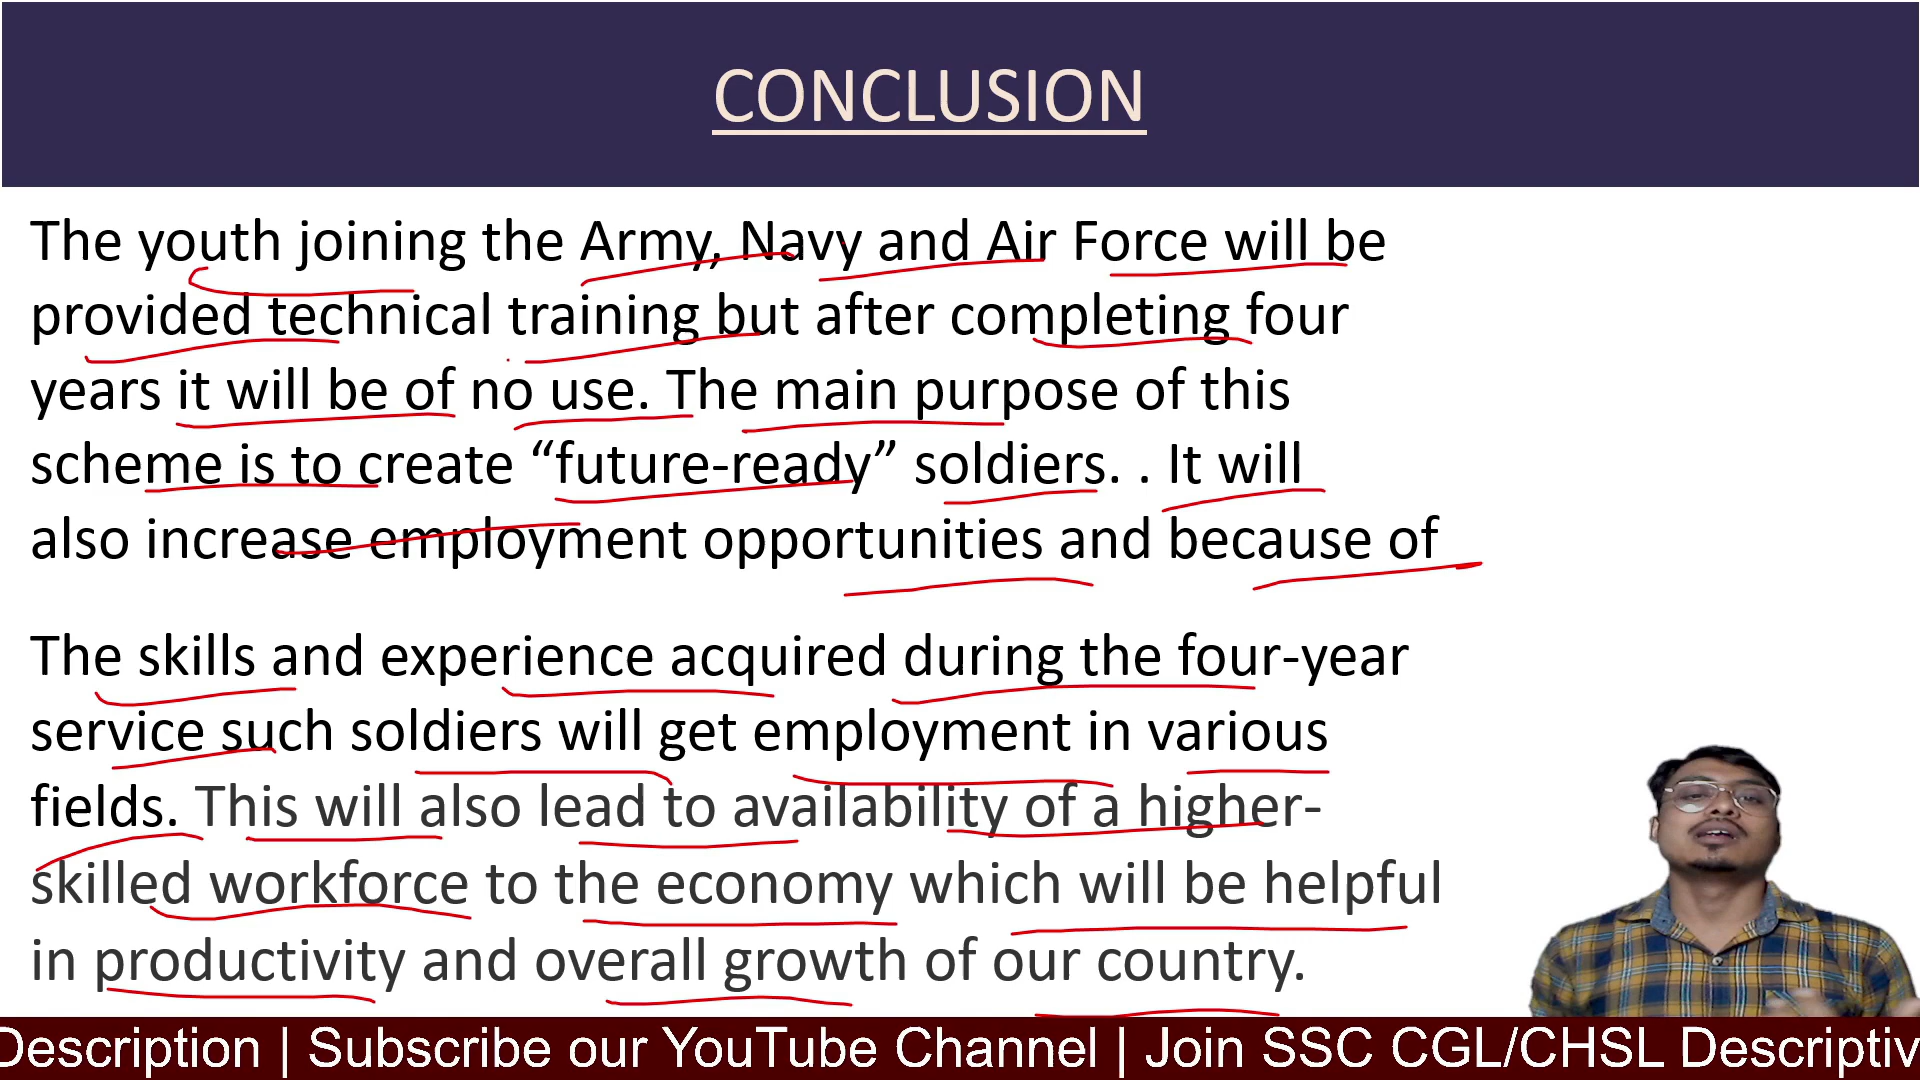 CONCLUSION
The youth joining the Army, Navy and Air Force will be
provided technical training but after completing four
years it will be of no use. The main purpose of this
scheme is to create “future-ready” soldiers. . It will
also increase employment opportunities and because of
The skills and experience acquired during the four-year
service such soldiers will get employment in various
fields. This will also lead to availability of a higher-
skilled workforce to the economy which will be helpful
in productivity and overall growth of our country.
Description | Subscribe our YouTube Channel | Join SSC CGL/CHSL Descriptiv